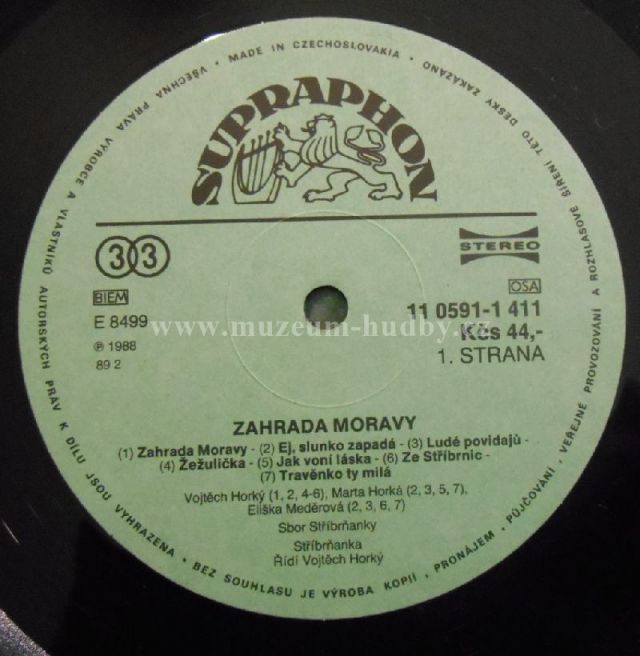 VŠECHNA PRÁVA VÝROBCE A VLASTNÍKŮ AUTORSKÝCH PRÁV K DÍLU JSOU VYHRAZENA • BEZ SOUHLASU JE VÝROBA KOPIÍ, PRONÁJEM, PŮJČOVÁNÍ, VEŘEJNÉ PROVOZOVÁNÍ A ROZHLASOVÉ ŠÍŘENÍ TÉTO DESKY ZAKÁZÁNO • MADE IN CZECHOSLOVAKIA •
SUPRAPHON
33
STEREO
BIEM
OSA
E 8499
11 0591-1 411
www.muzeum-hudby.cz
Kčs 44,-
℗ 1988
1. STRANA
89 2
ZAHRADA MORAVY
(1) Zahrada Moravy - (2) Ej, slunko zapadá - (3) Ludé povidajů -
(4) Žežulička - (5) Jak voní láska - (6) Ze Stříbrnic -
(7) Travěnko ty milá
Vojtěch Horký (1, 2, 4-6), Marta Horká (2, 3, 5, 7),
Eliška Meděrová (2, 3, 6, 7)
Sbor Stříbrňanky
Stříbrňanka
Řídí Vojtěch Horký